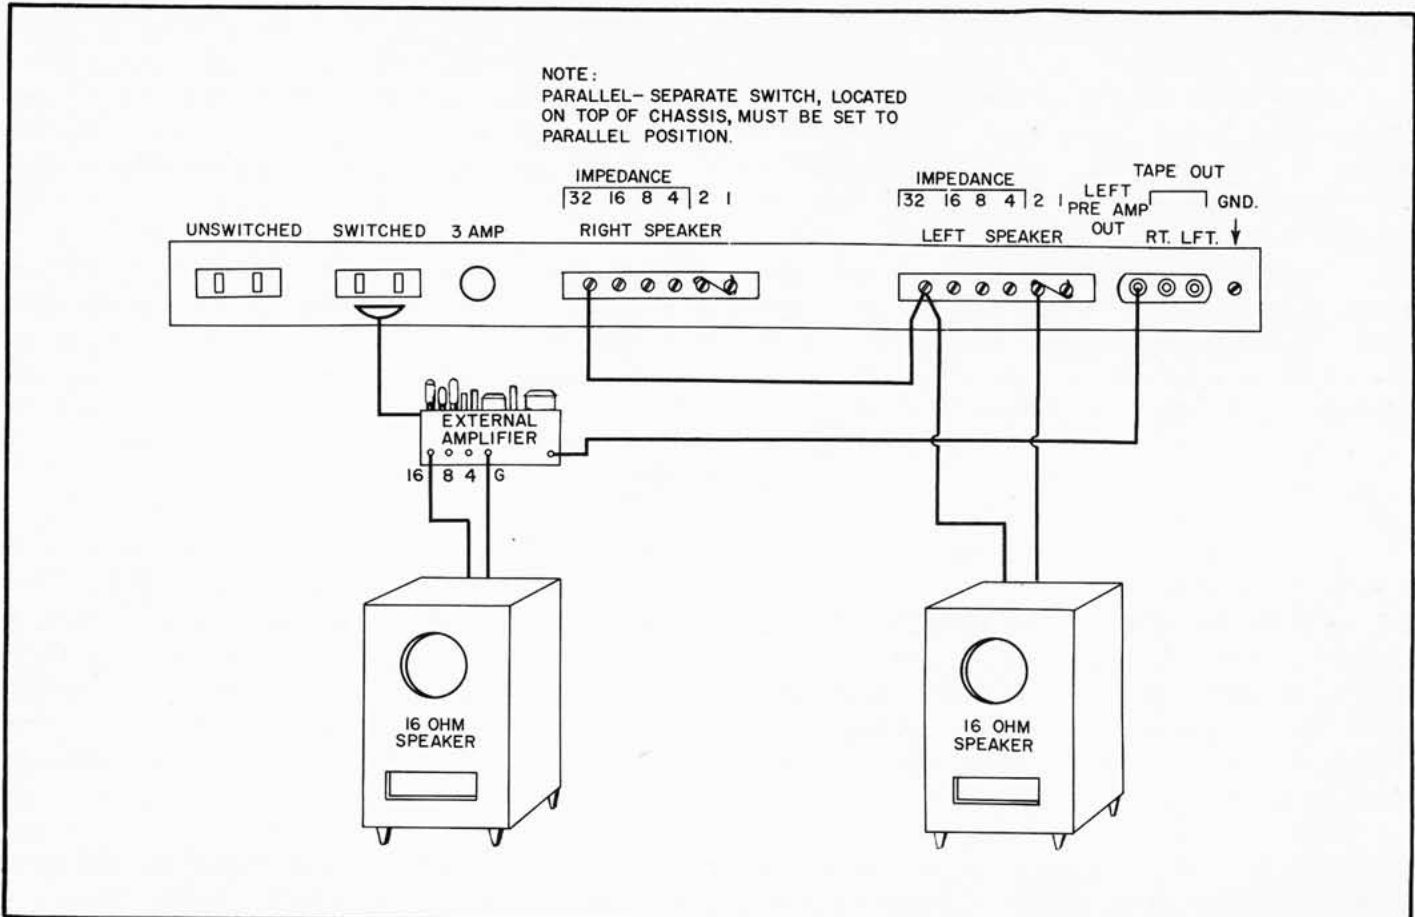 NOTE:
PARALLEL-SEPARATE SWITCH, LOCATED
ON TOP OF CHASSIS, MUST BE SET TO
PARALLEL POSITION.
IMPEDANCE
32 16 8 4 2 1
RIGHT SPEAKER
IMPEDANCE
32 16 8 4 2 1
LEFT SPEAKER
LEFT
PRE AMP
OUT
TAPE OUT
RT. LFT.
GND.
UNSWITCHED
SWITCHED
3 AMP
EXTERNAL
AMPLIFIER
16 8 4 G
16 OHM
SPEAKER
16 OHM
SPEAKER